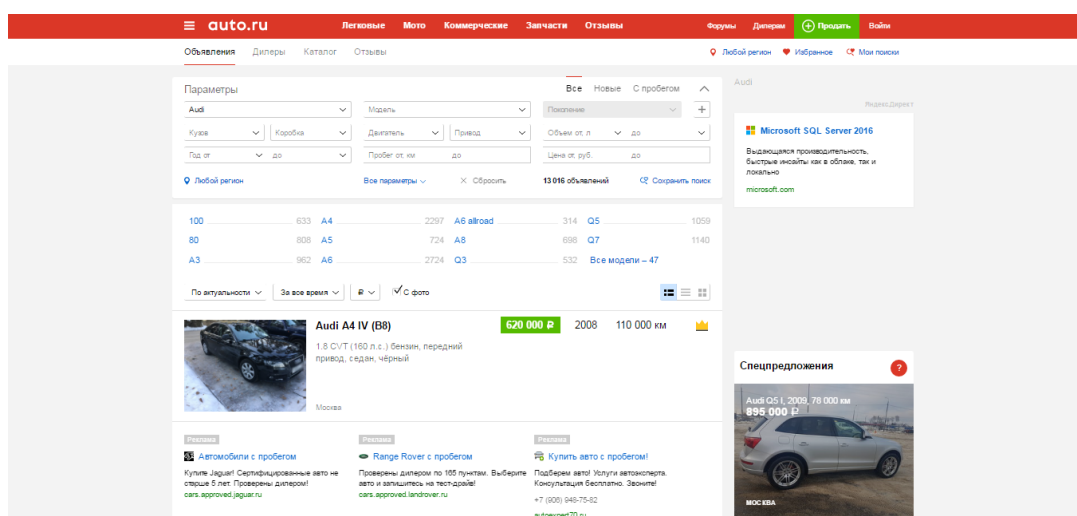 auto.ru Легковые Мото Коммерческие Запчасти Отзывы Форумы Дилерам Продать Войти
Объявления Дилеры Каталог Отзывы Любой регион Избранное Мои поиски
Параметры Все Новые С пробегом
Audi Модель Поколение
Кузов Коробка Двигатель Привод Объем от, л до
Год от до Пробег от, км до Цена от, руб. до
Любой регион Все параметры Сбросить 13 016 объявлений Сохранить поиск
Audi
Яндекс.Директ
Microsoft SQL Server 2016
Выдающаяся производительность,
быстрые инсайты как в облаке, так и
локально
microsoft.com
100 633 A4 2297 A6 allroad 314 Q5 1059
80 808 A5 724 A8 698 Q7 1140
A3 962 A6 2724 Q3 532 Все модели – 47
По актуальности За все время ₽ С фото
Audi A4 IV (B8) 620 000 ₽ 2008 110 000 км
1.8 CVT (160 л.с.) бензин, передний
привод, седан, чёрный
Москва
Спецпредложения ?
Audi Q5 I, 2009, 78 000 км
895 000 ₽
МОСКВА
Реклама
Автомобили с пробегом
Купите Jaguar! Сертифицированные авто не
старше 5 лет. Проверены дилером!
cars.approved.jaguar.ru
Реклама
Range Rover с пробегом
Проверены дилером по 165 пунктам. Выберите
авто и запишитесь на тест-драйв!
cars.approved.landrover.ru
Реклама
Купить авто с пробегом!
Подберем авто! Услуги автоэксперта.
Консультация бесплатно. Звоните!
+7 (906) 948-75-82
autoexpert70.ru